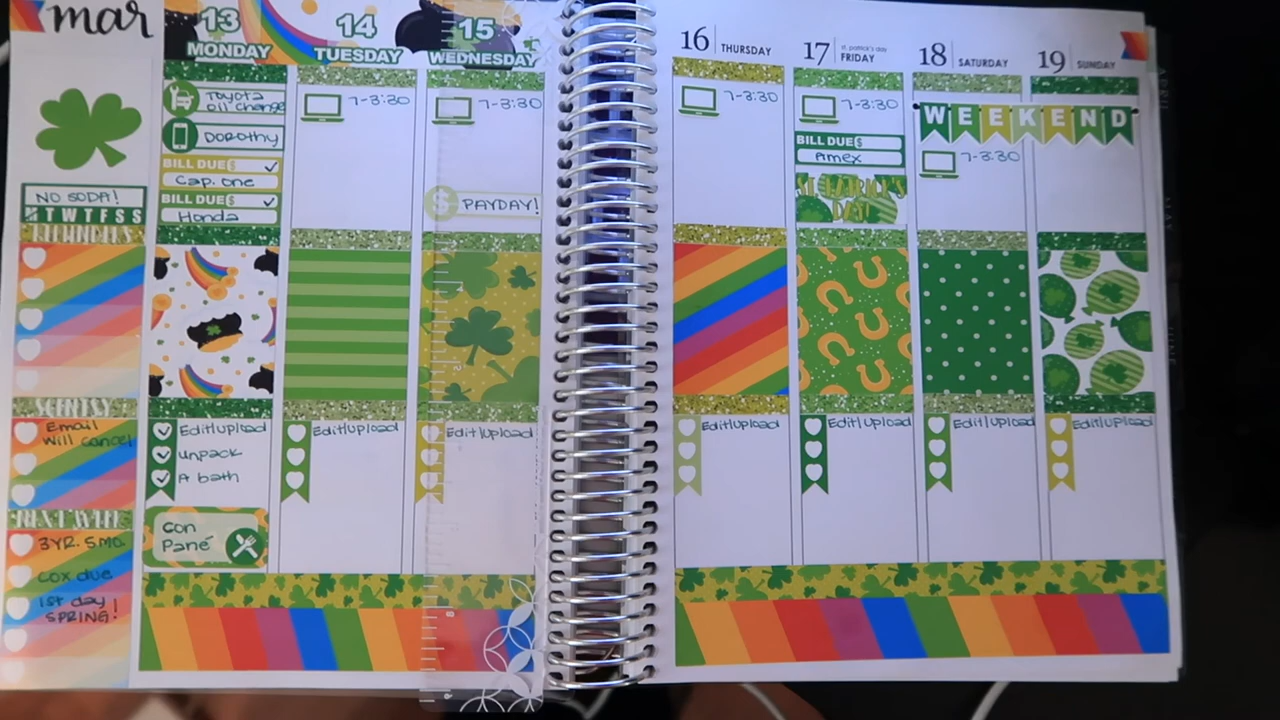 mar
NO SODA!
M T W T F S S
Email
Will cancel
NEXT WEEK
3YR. 5MO.
COX due
1st day
SPRING!
13
MONDAY
Toyota
oil change
DOROTHY
BILL DUE $
Cap. one
BILL DUE $
Honda
Edit/Upload
unpack
A bath
Con
Pané
14
TUESDAY
7-3:30
Edit/Upload
15
WEDNESDAY
7-3:30
PAYDAY!
Edit/Upload
16 THURSDAY
7-3:30
Edit/Upload
17 st. patrick's day
FRIDAY
7-3:30
BILL DUE $
Amex
ST. PATRICK'S
DAY!
Edit/Upload
18 SATURDAY
WEEKEND
7-3:30
Edit/Upload
19 SUNDAY
Edit/Upload